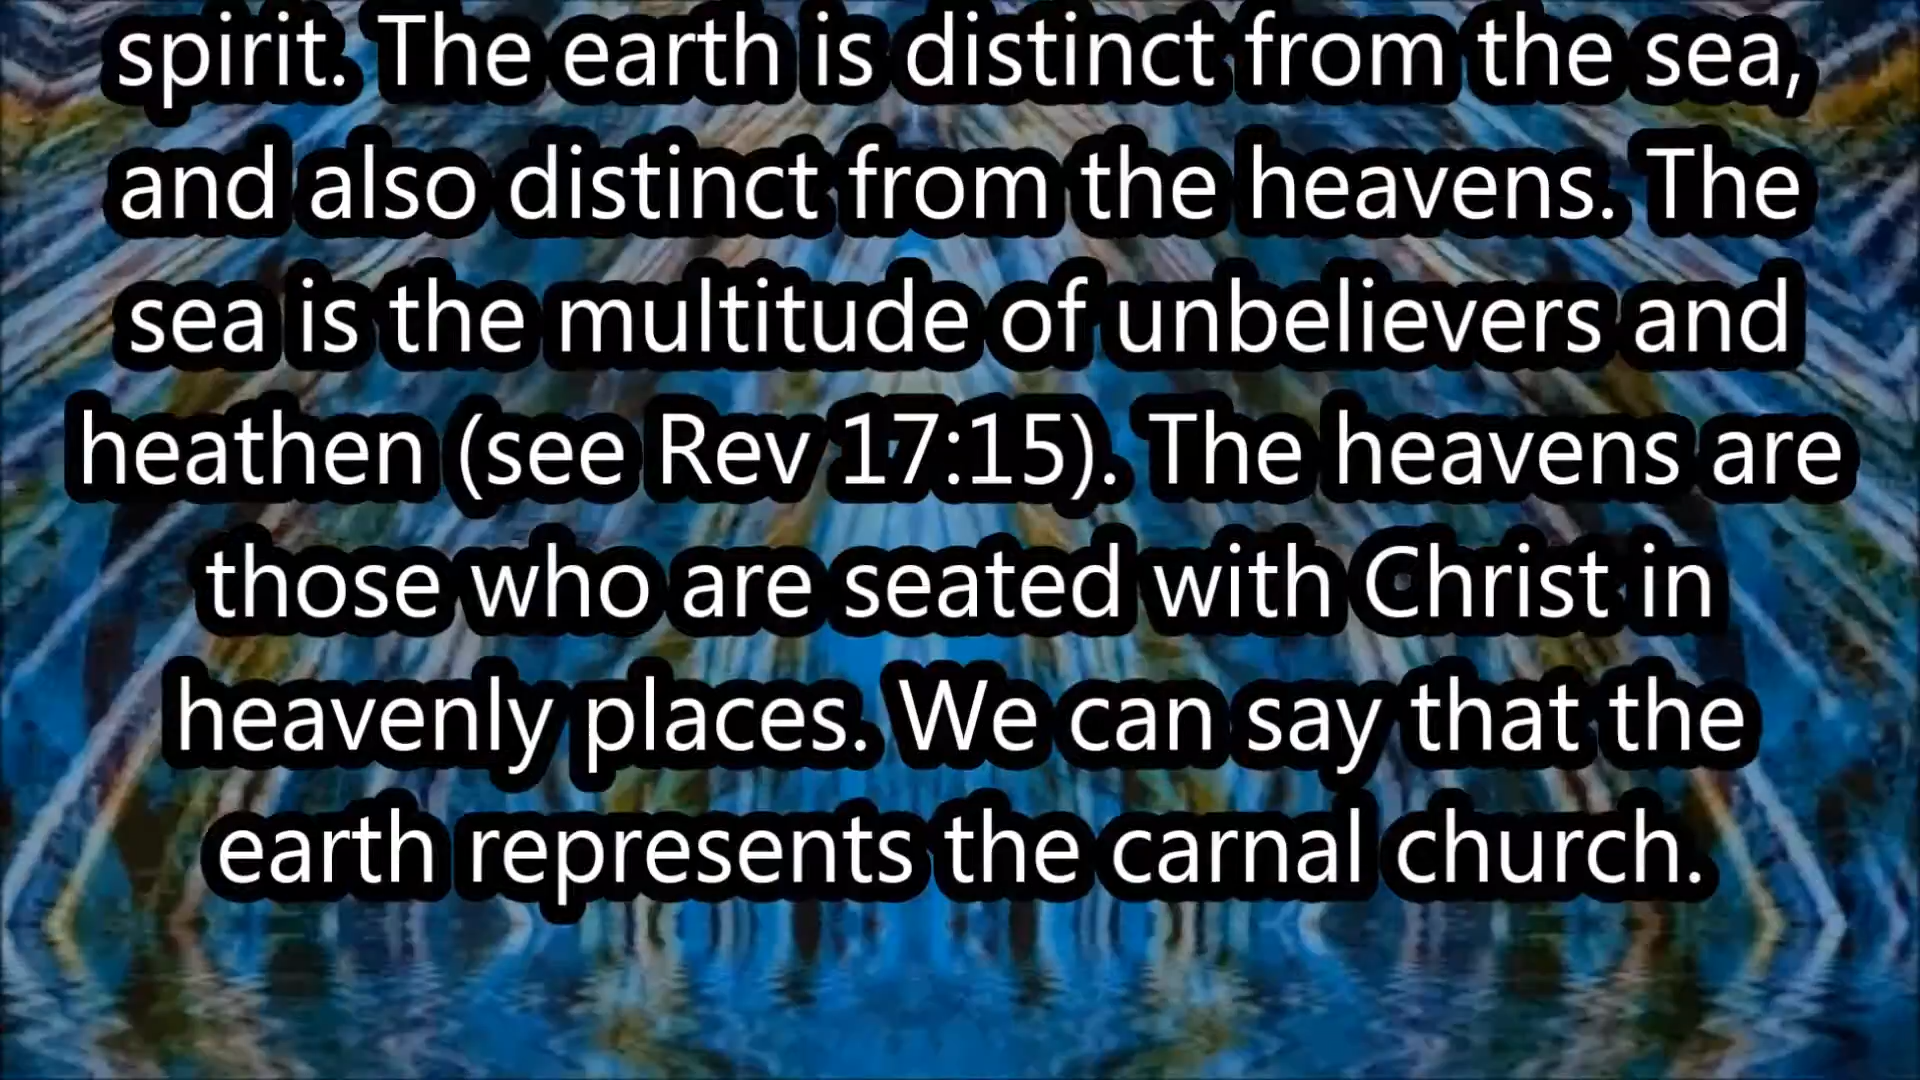 spirit. The earth is distinct from the sea,
and also distinct from the heavens. The
sea is the multitude of unbelievers and
heathen (see Rev 17:15). The heavens are
those who are seated with Christ in
heavenly places. We can say that the
earth represents the carnal church.